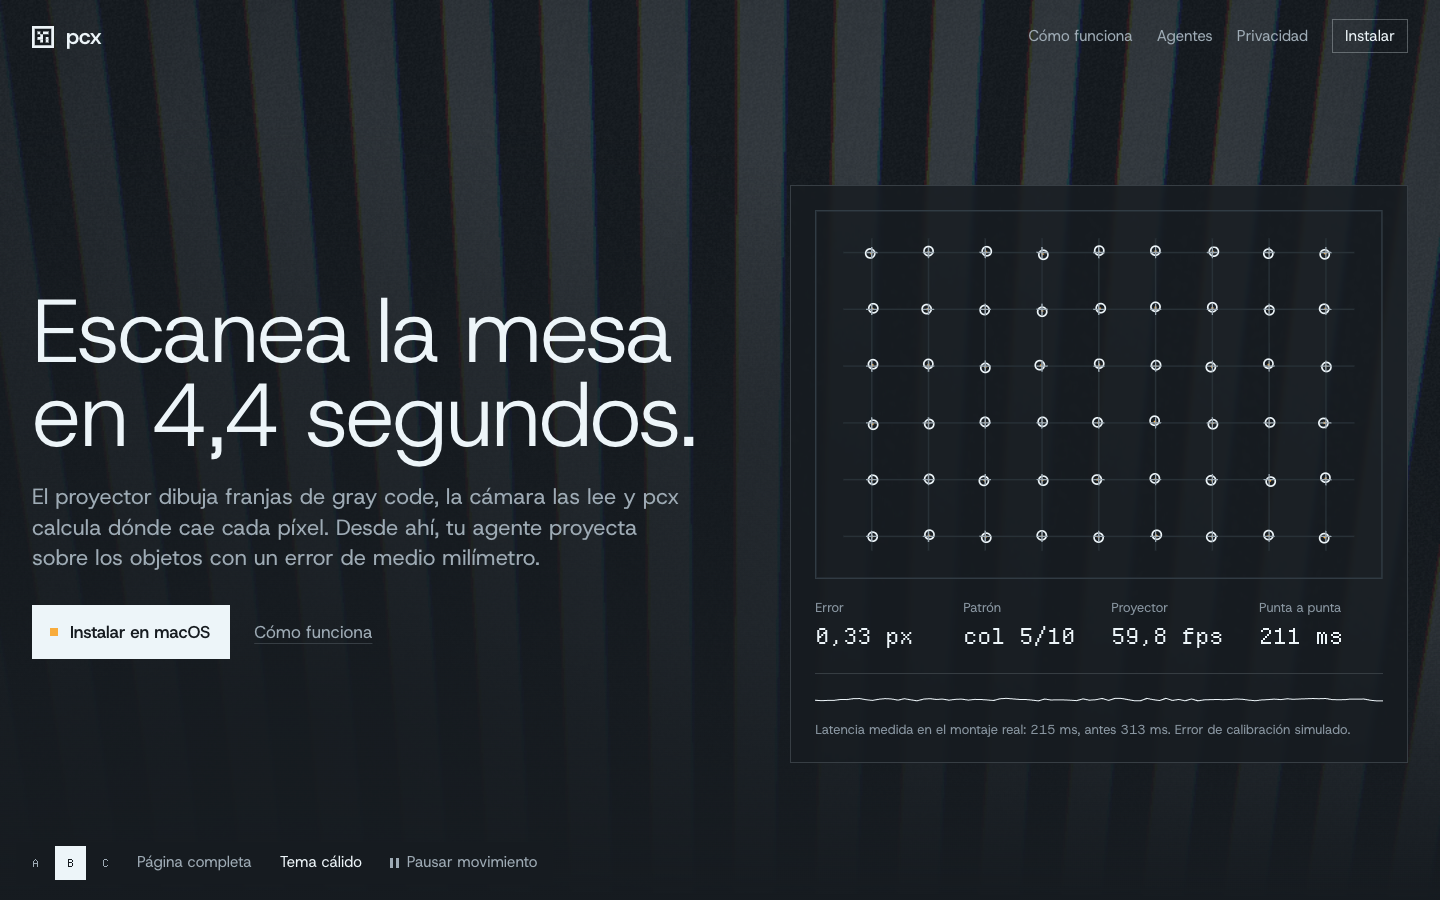 pcx
Cómo funciona
Agentes
Privacidad
Instalar
Escanea la mesa
en 4,4 segundos.
El proyector dibuja franjas de gray code, la cámara las lee y pcx
calcula dónde cae cada píxel. Desde ahí, tu agente proyecta
sobre los objetos con un error de medio milímetro.
Instalar en macOS
Cómo funciona
Error
0,33 px
Patrón
col 5/10
Proyector
59,8 fps
Punta a punta
211 ms
Latencia medida en el montaje real: 215 ms, antes 313 ms. Error de calibración simulado.
A
B
C
Página completa
Tema cálido
Pausar movimiento